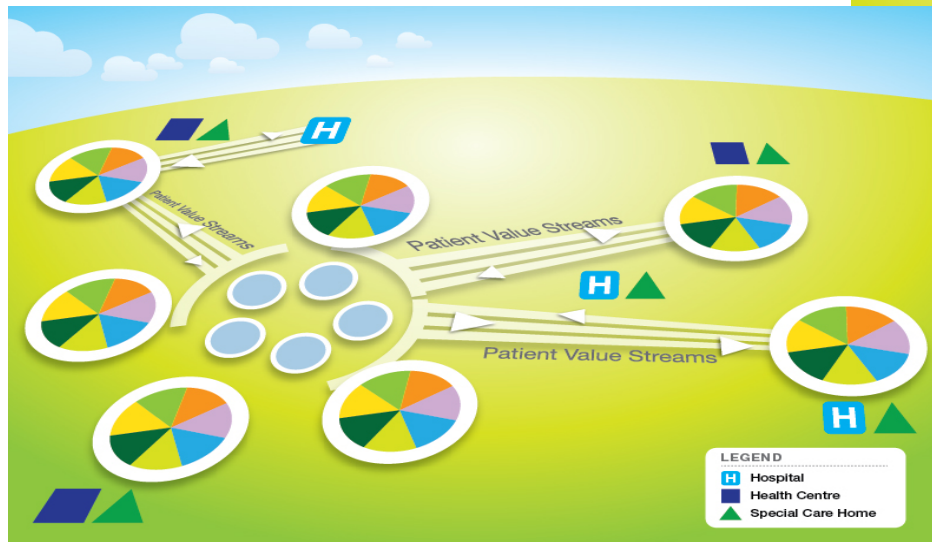 H
Patient Value Streams
Patient Value Streams
H
Patient Value Streams
H
LEGEND
H Hospital
Health Centre
Special Care Home